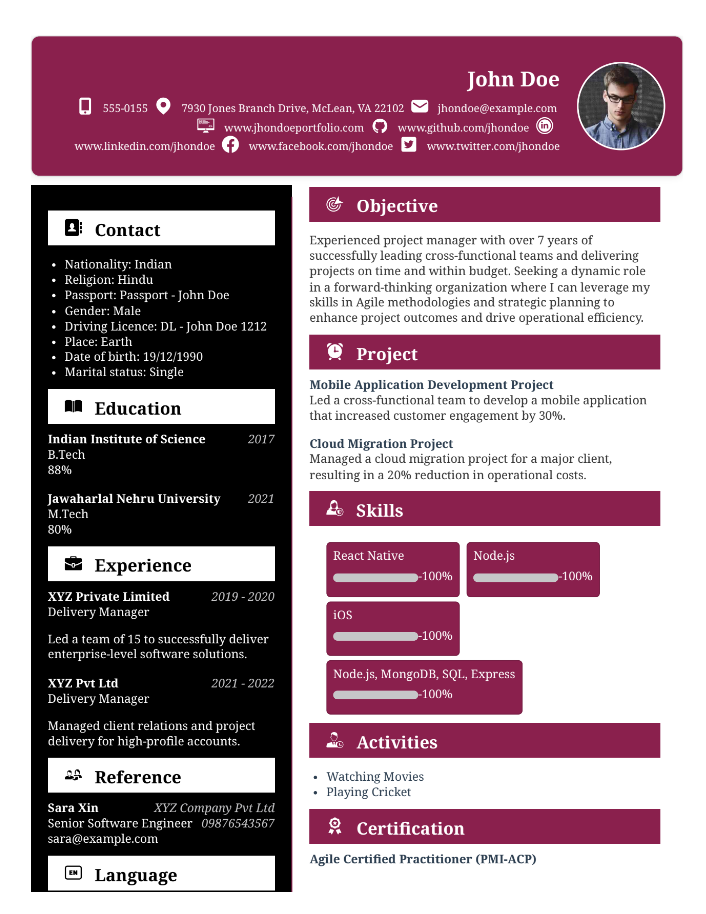 John Doe
555-0155 7930 Jones Branch Drive, McLean, VA 22102 jhondoe@example.com
www.jhondoeportfolio.com www.github.com/jhondoe
www.linkedin.com/jhondoe www.facebook.com/jhondoe www.twitter.com/jhondoe
Contact
Nationality: Indian
Religion: Hindu
Passport: Passport - John Doe
Gender: Male
Driving Licence: DL - John Doe 1212
Place: Earth
Date of birth: 19/12/1990
Marital status: Single
Education
Indian Institute of Science 2017
B.Tech
88%
Jawaharlal Nehru University 2021
M.Tech
80%
Experience
XYZ Private Limited 2019 - 2020
Delivery Manager
Led a team of 15 to successfully deliver
enterprise-level software solutions.
XYZ Pvt Ltd 2021 - 2022
Delivery Manager
Managed client relations and project
delivery for high-profile accounts.
Reference
Sara Xin XYZ Company Pvt Ltd
Senior Software Engineer 09876543567
sara@example.com
EN Language
Objective
Experienced project manager with over 7 years of
successfully leading cross-functional teams and delivering
projects on time and within budget. Seeking a dynamic role
in a forward-thinking organization where I can leverage my
skills in Agile methodologies and strategic planning to
enhance project outcomes and drive operational efficiency.
Project
Mobile Application Development Project
Led a cross-functional team to develop a mobile application
that increased customer engagement by 30%.
Cloud Migration Project
Managed a cloud migration project for a major client,
resulting in a 20% reduction in operational costs.
Skills
React Native Node.js
-100% -100%
iOS
-100%
Node.js, MongoDB, SQL, Express
-100%
Activities
Watching Movies
Playing Cricket
Certification
Agile Certified Practitioner (PMI-ACP)